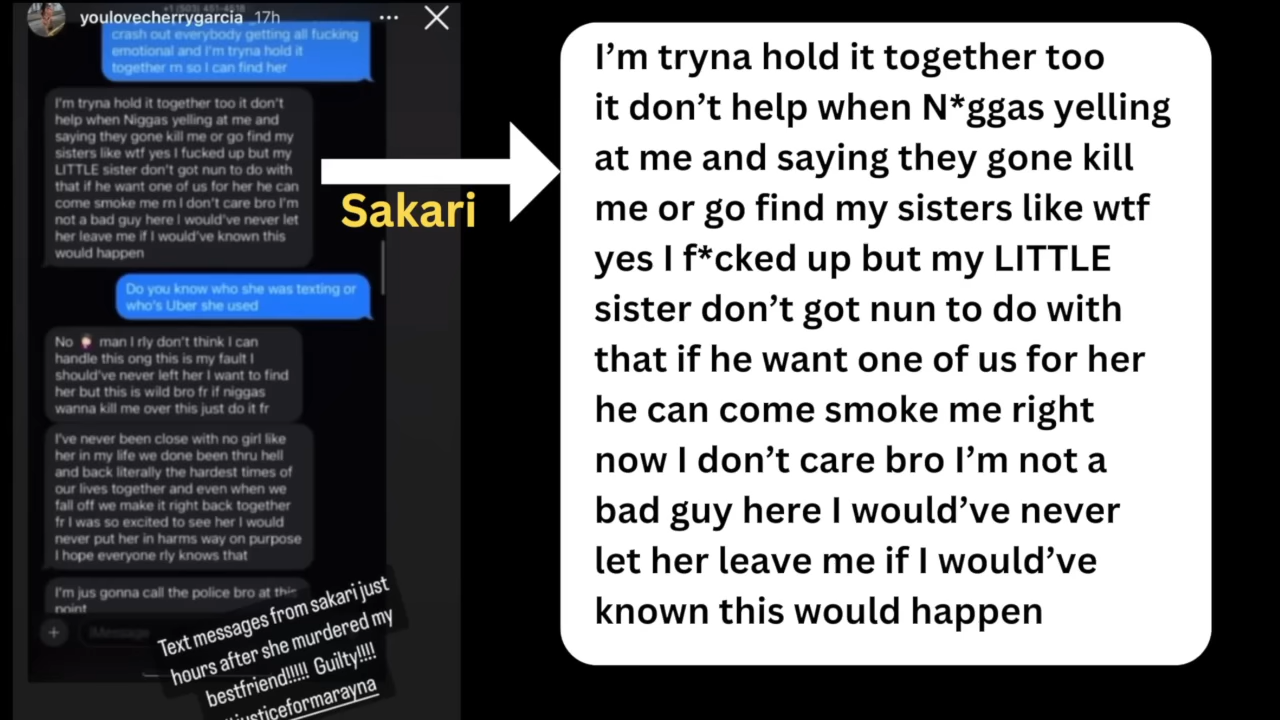 +1 (503) 451-4618
youlovecherrygarcia 17h
crash out everybody getting all fucking
emotional and I'm tryna hold it
together rn so I can find her
I'm tryna hold it together too it don't
help when Niggas yelling at me and
saying they gone kill me or go find my
sisters like wtf yes I fucked up but my
LITTLE sister don't got nun to do with
that if he want one of us for her he can
come smoke me rn I don't care bro I'm
not a bad guy here I would've never let
her leave me if I would've known this
would happen
Do you know who she was texting or
who's Uber she used
No man I rly don't think I can
handle this ong this is my fault I
should've never left her I want to find
her but this is wild bro fr if niggas
wanna kill me over this just do it fr
I've never been close with no girl like
her in my life we done been thru hell
and back literally the hardest times of
our lives together and even when we
fall off we make it right back together
fr I was so excited to see her I would
never put her in harms way on purpose
I hope everyone rly knows that
I'm jus gonna call the police bro at this
point
iMessage
Text messages from sakari just
hours after she murdered my
bestfriend!!!!! Guilty!!!!
#justiceformarayna
Sakari
I'm tryna hold it together too
it don't help when N*ggas yelling
at me and saying they gone kill
me or go find my sisters like wtf
yes I f*cked up but my LITTLE
sister don't got nun to do with
that if he want one of us for her
he can come smoke me right
now I don't care bro I'm not a
bad guy here I would've never
let her leave me if I would've
known this would happen